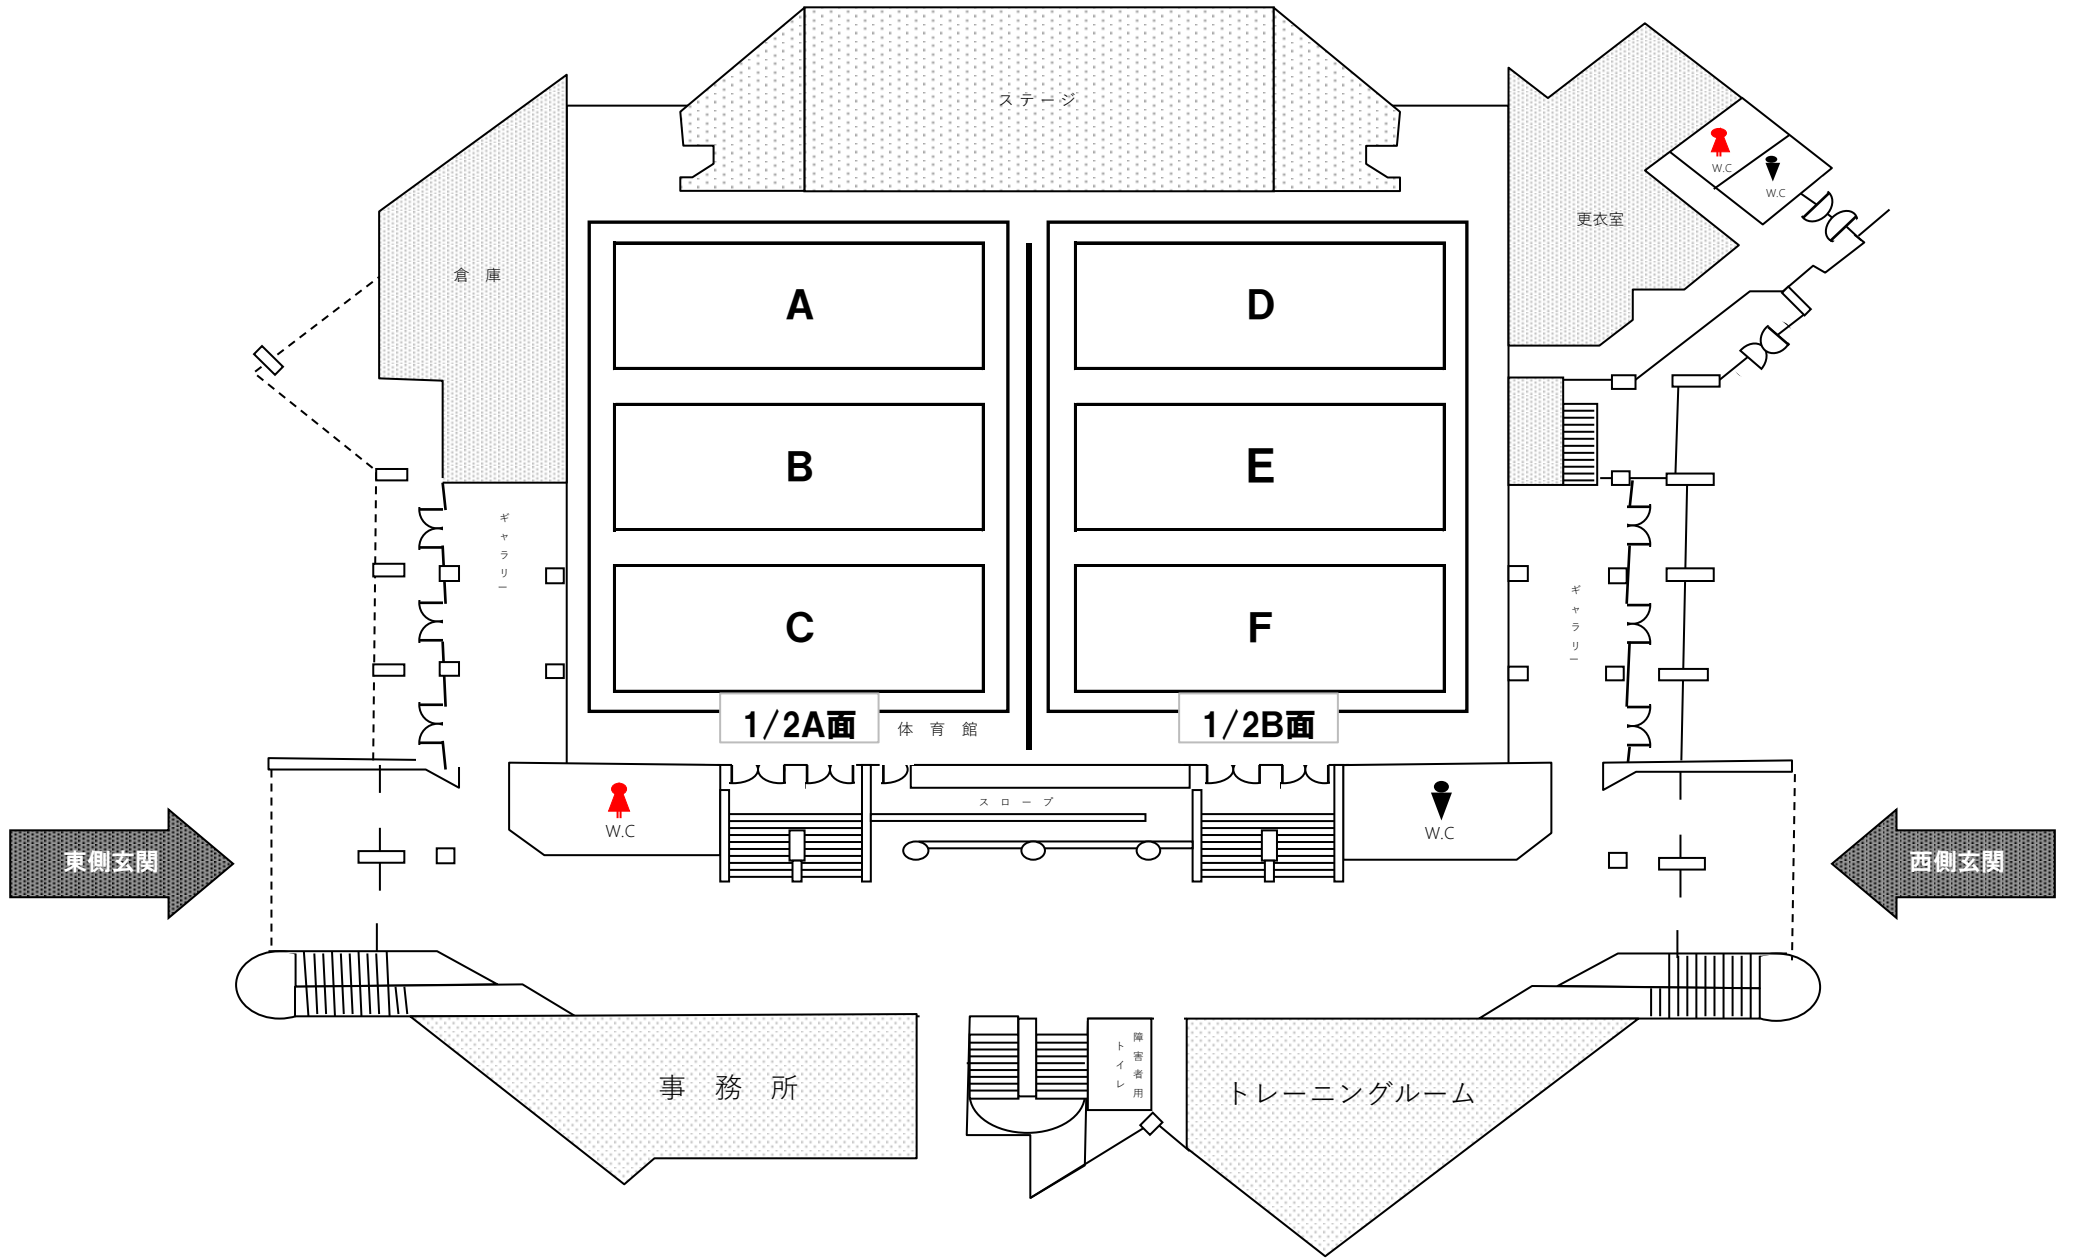 ステージ
W.C
W.C
更衣室
倉 庫
A
D
B
E
ギャラリー
C
F
ギャラリー
1/2A面
体 育 館
1/2B面
スロープ
W.C
W.C
東側玄関
西側玄関
事 務 所
障害者用
トイレ
トレーニングルーム